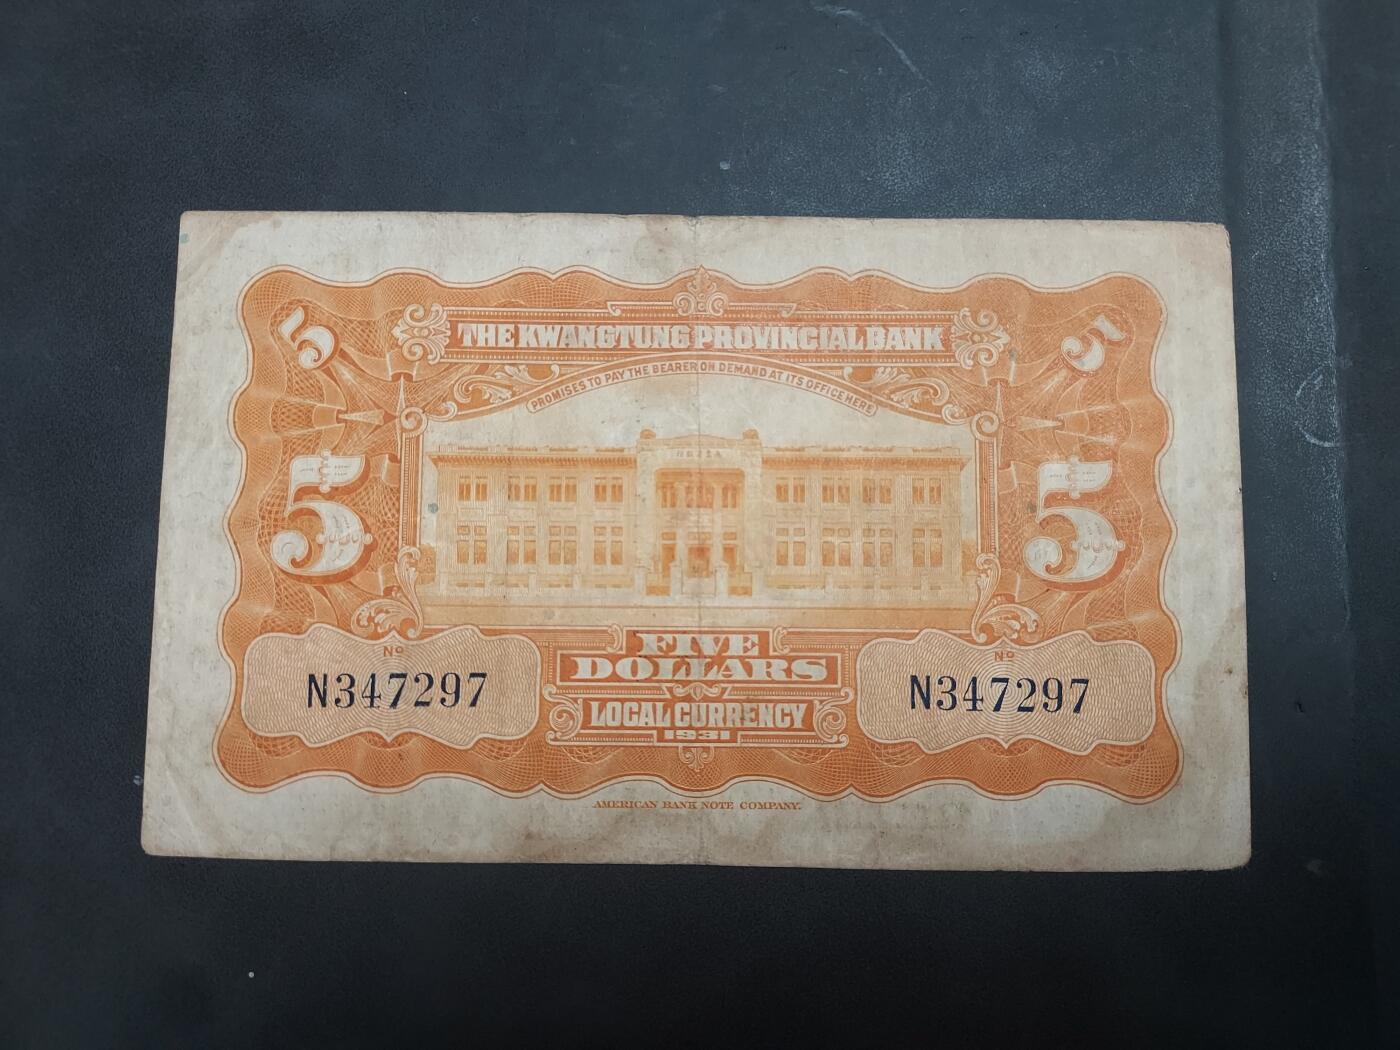 5 5
THE KWANGTUNG PROVINCIAL BANK
PROMISES TO PAY THE BEARER ON DEMAND AT ITS OFFICE HERE
5 5
FIVE
DOLLARS
Nº Nº
N347297 N347297
LOCAL CURRENCY
1931
AMERICAN BANK NOTE COMPANY.